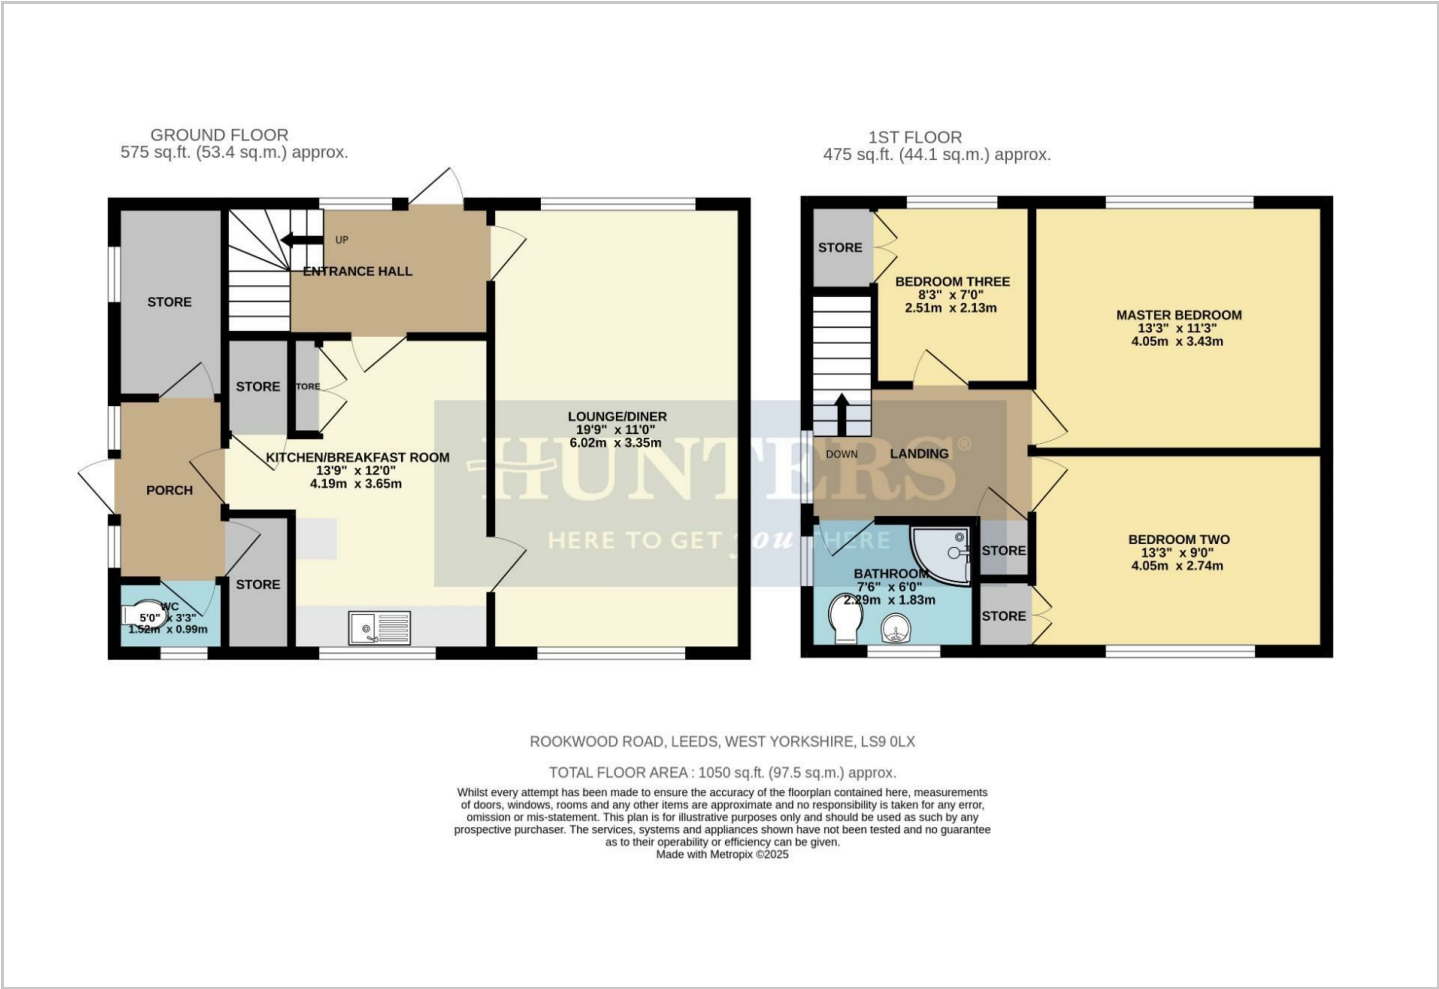 GROUND FLOOR
575 sq.ft. (53.4 sq.m.) approx.
1ST FLOOR
475 sq.ft. (44.1 sq.m.) approx.
UP
ENTRANCE HALL
STORE
STORE
TORE
LOUNGE/DINER
19'9" x 11'0"
6.02m x 3.35m
KITCHEN/BREAKFAST ROOM
13'9" x 12'0"
4.19m x 3.65m
PORCH
STORE
WC
5'0" x 3'3"
1.52m x 0.99m
STORE
BEDROOM THREE
8'3" x 7'0"
2.51m x 2.13m
MASTER BEDROOM
13'3" x 11'3"
4.05m x 3.43m
DOWN
LANDING
BEDROOM TWO
13'3" x 9'0"
4.05m x 2.74m
STORE
BATHROOM
7'6" x 6'0"
2.29m x 1.83m
STORE
HUNTERS®
HERE TO GET you THERE
ROOKWOOD ROAD, LEEDS, WEST YORKSHIRE, LS9 0LX
TOTAL FLOOR AREA : 1050 sq.ft. (97.5 sq.m.) approx.
Whilst every attempt has been made to ensure the accuracy of the floorplan contained here, measurements
of doors, windows, rooms and any other items are approximate and no responsibility is taken for any error,
omission or mis-statement. This plan is for illustrative purposes only and should be used as such by any
prospective purchaser. The services, systems and appliances shown have not been tested and no guarantee
as to their operability or efficiency can be given.
Made with Metropix ©2025